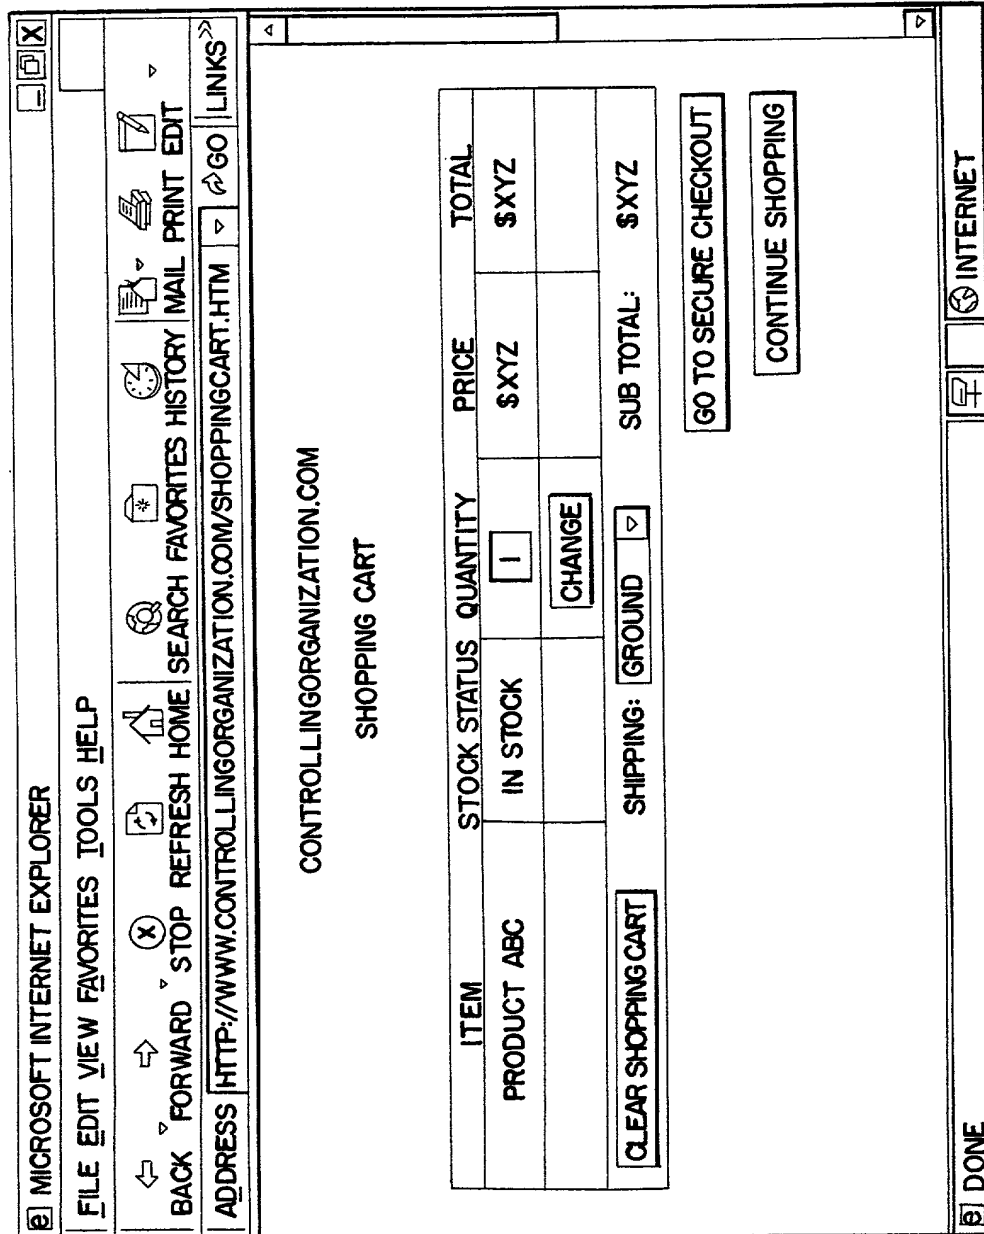 MICROSOFT INTERNET EXPLORER
FILE EDIT VIEW FAVORITES TOOLS HELP
BACK FORWARD STOP REFRESH HOME SEARCH FAVORITES HISTORY MAIL PRINT EDIT
ADDRESS HTTP://WWW.CONTROLLINGORGANIZATION.COM/SHOPPINGCART.HTM GO LINKS»
CONTROLLINGORGANIZATION.COM
SHOPPING CART
ITEM STOCK STATUS QUANTITY PRICE TOTAL
PRODUCT ABC IN STOCK 1 $XYZ $XYZ
CHANGE
CLEAR SHOPPING CART SHIPPING: GROUND SUB TOTAL: $XYZ
GO TO SECURE CHECKOUT
CONTINUE SHOPPING
DONE INTERNET